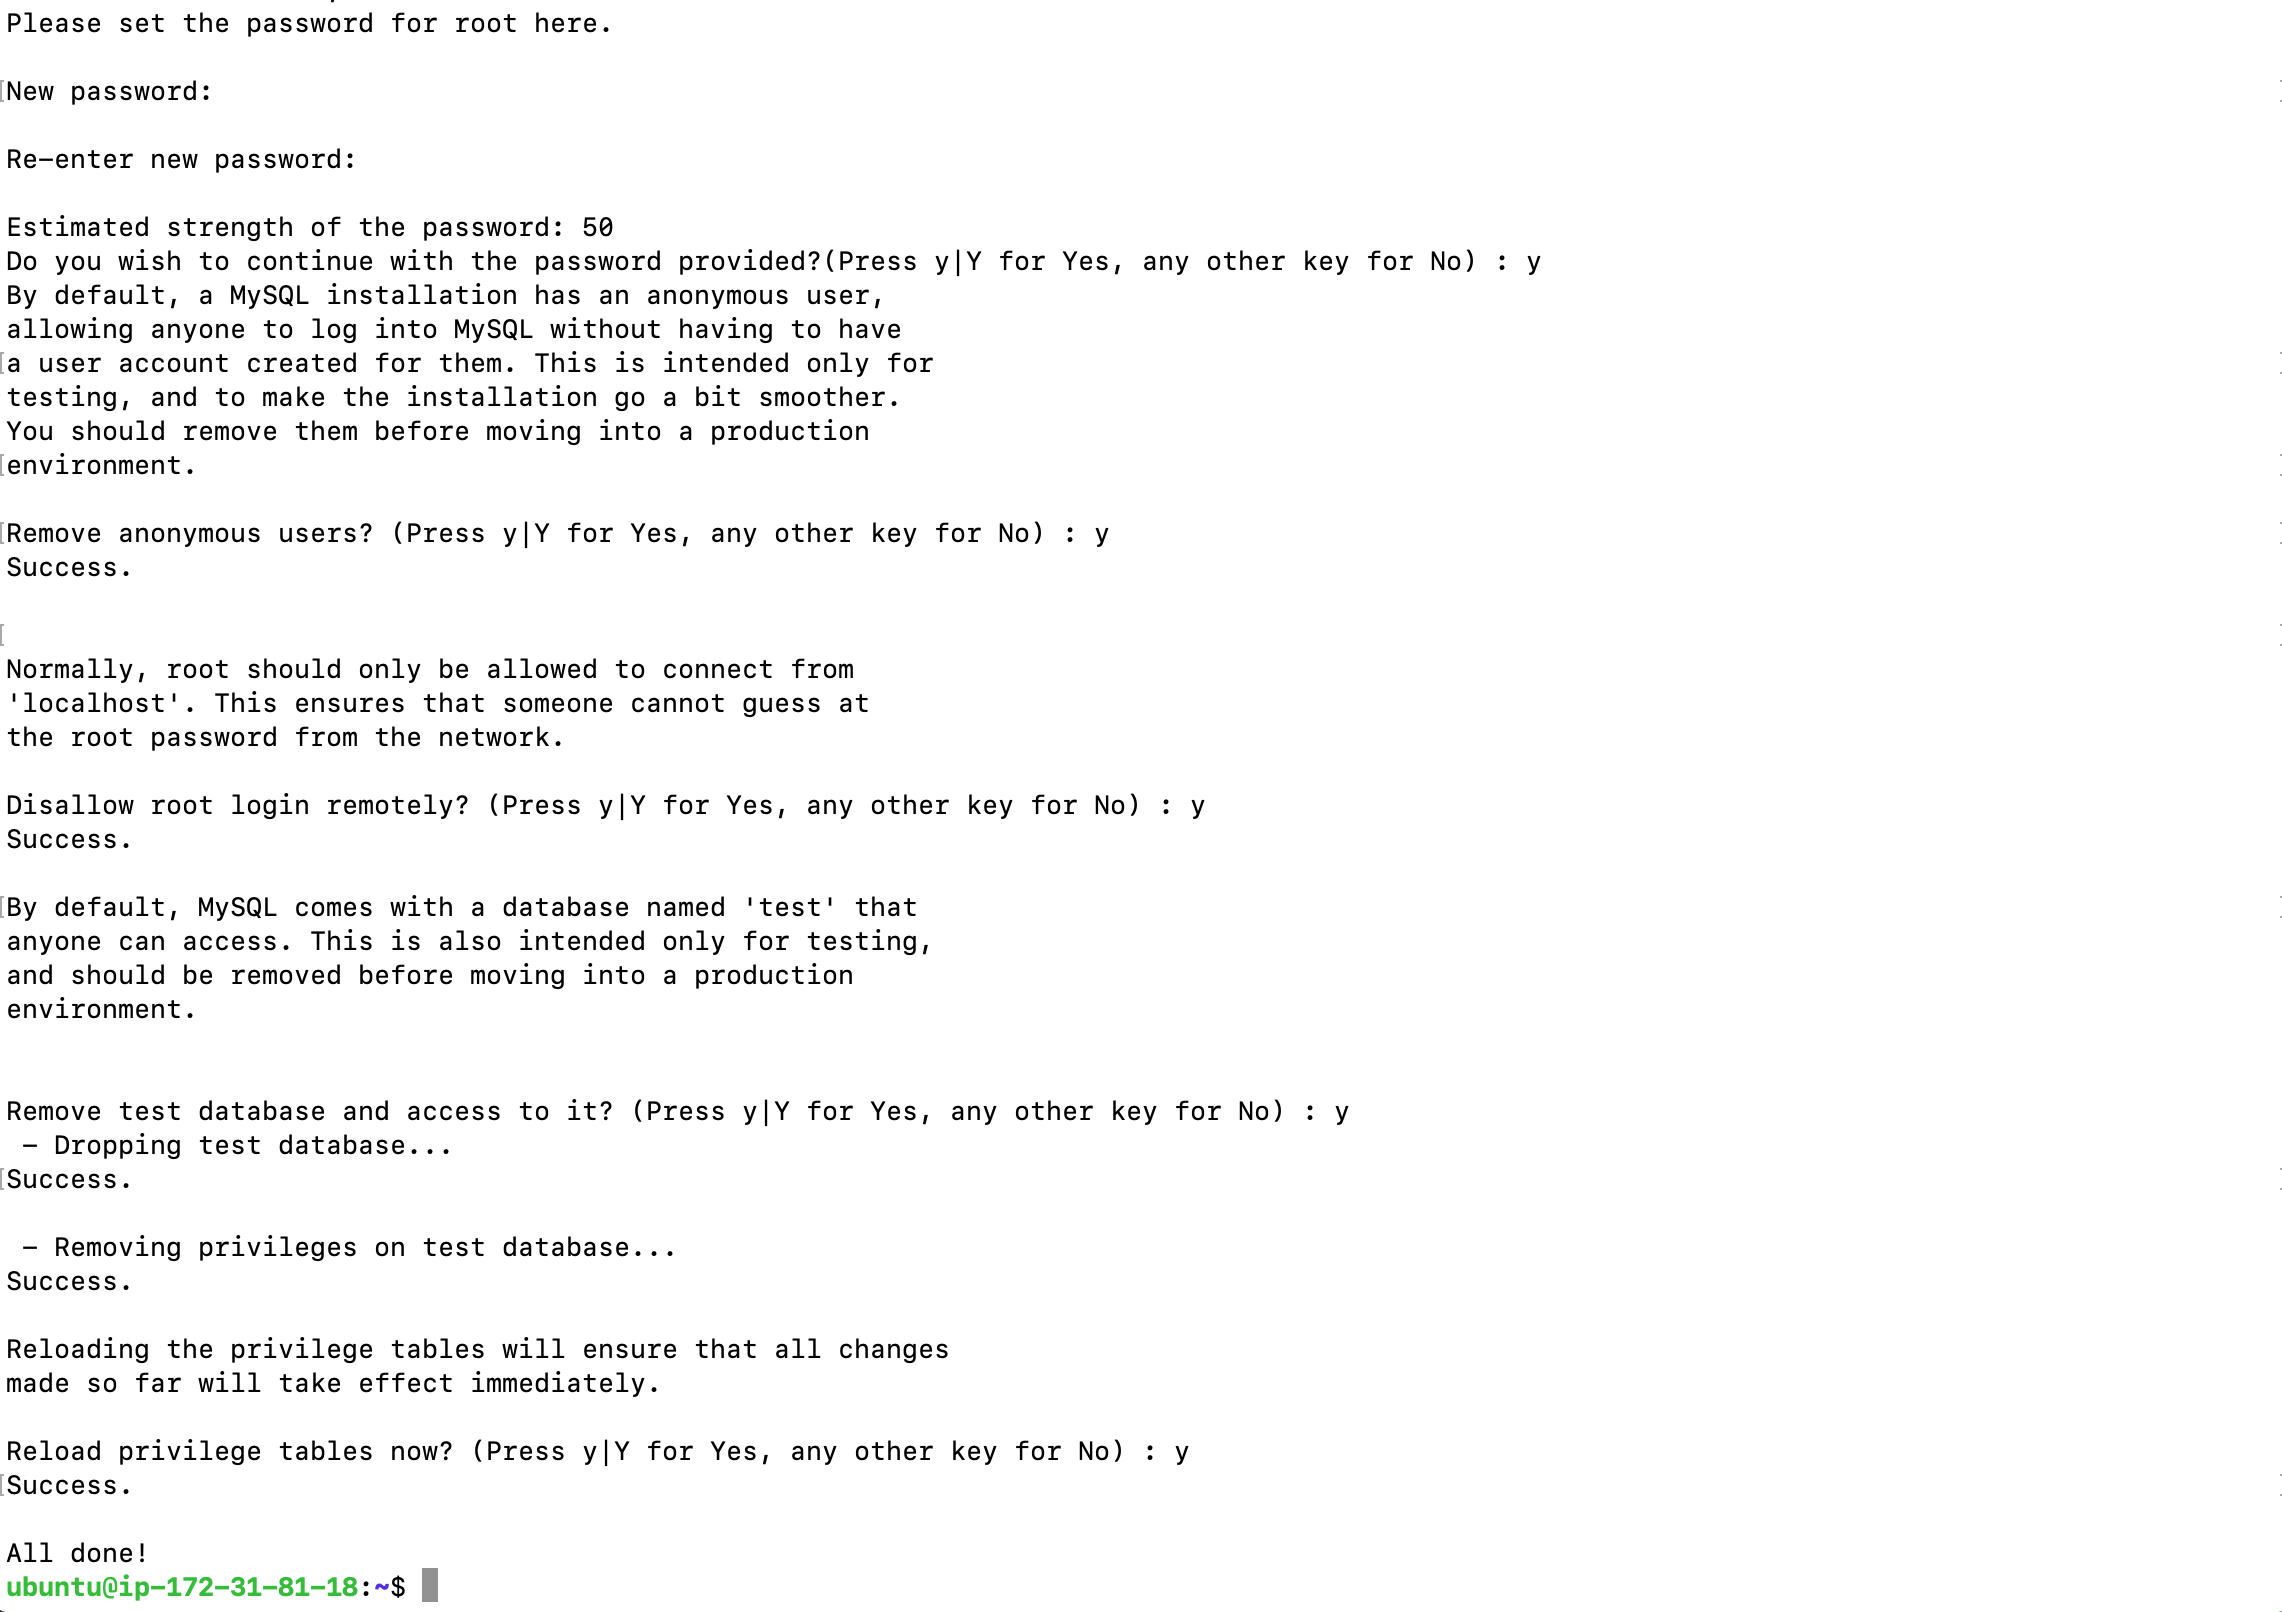 Please set the password for root here.
New password:
Re-enter new password:
Estimated strength of the password: 50
Do you wish to continue with the password provided?(Press y|Y for Yes, any other key for No) : y
By default, a MySQL installation has an anonymous user,
allowing anyone to log into MySQL without having to have
a user account created for them. This is intended only for
testing, and to make the installation go a bit smoother.
You should remove them before moving into a production
environment.
Remove anonymous users? (Press y|Y for Yes, any other key for No) : y
Success.
Normally, root should only be allowed to connect from
'localhost'. This ensures that someone cannot guess at
the root password from the network.
Disallow root login remotely? (Press y|Y for Yes, any other key for No) : y
Success.
By default, MySQL comes with a database named 'test' that
anyone can access. This is also intended only for testing,
and should be removed before moving into a production
environment.
Remove test database and access to it? (Press y|Y for Yes, any other key for No) : y
 - Dropping test database...
Success.
 - Removing privileges on test database...
Success.
Reloading the privilege tables will ensure that all changes
made so far will take effect immediately.
Reload privilege tables now? (Press y|Y for Yes, any other key for No) : y
Success.
All done!
ubuntu@ip-172-31-81-18:~$